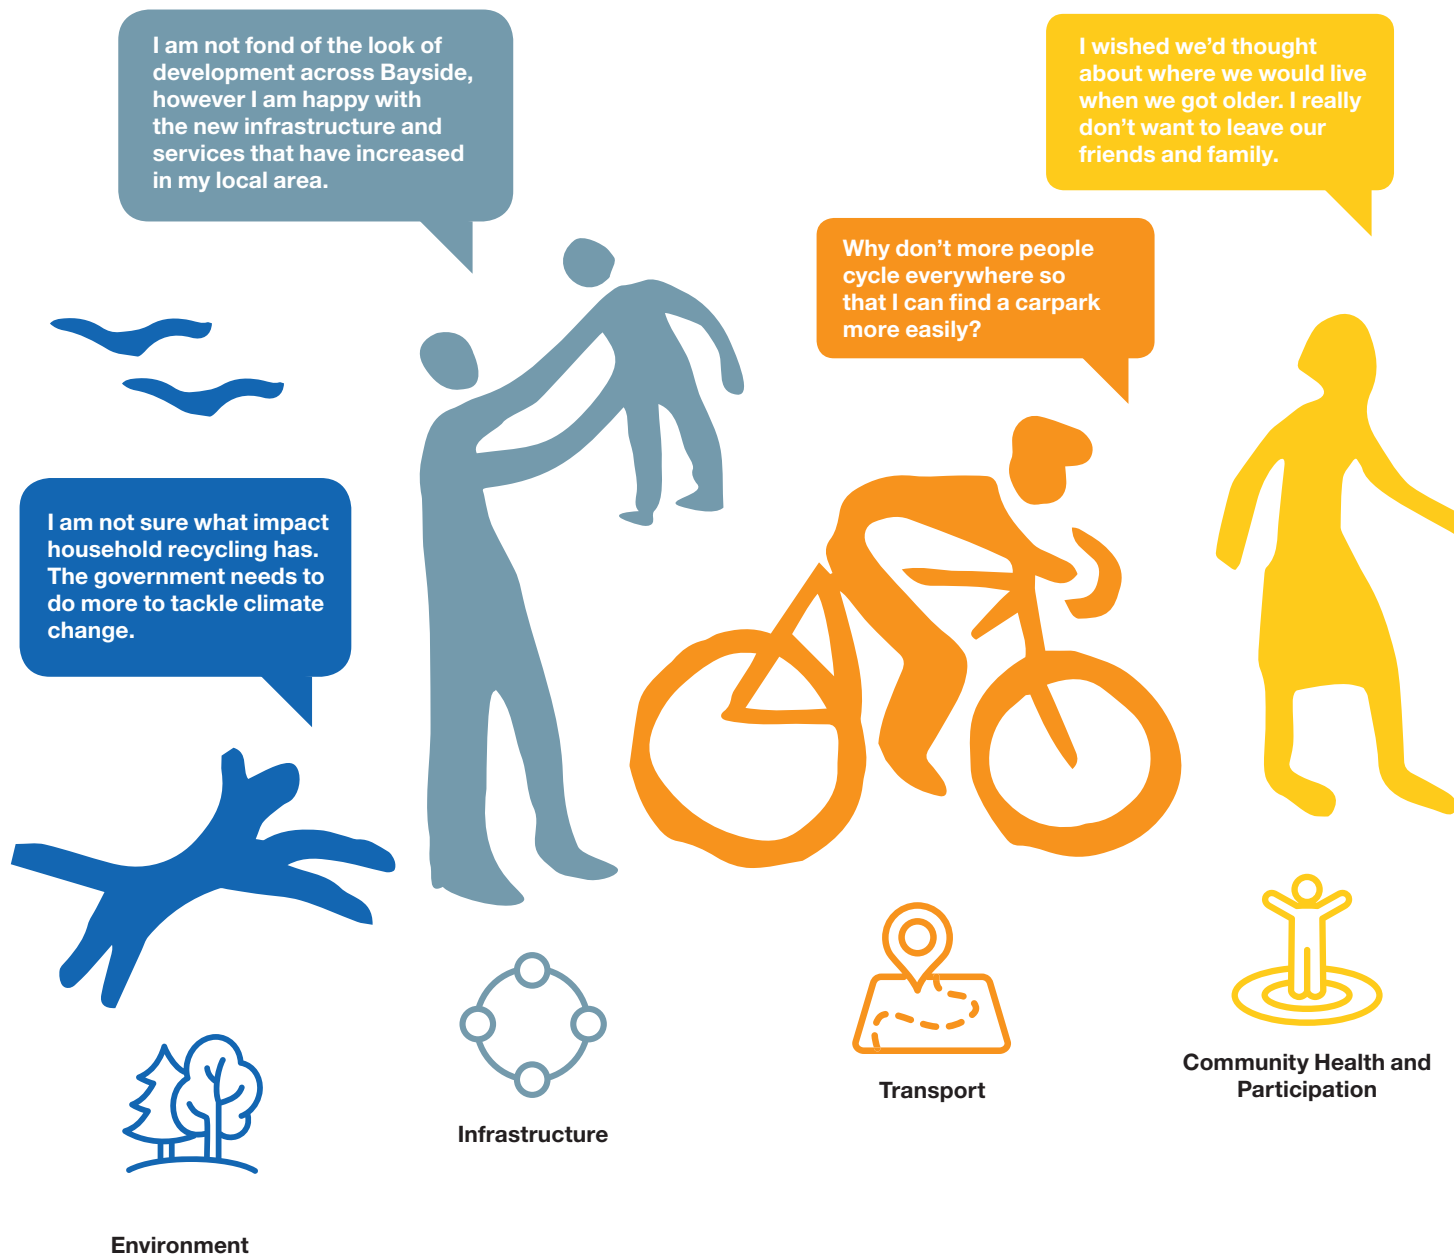 I am not fond of the look of
development across Bayside,
however I am happy with
the new infrastructure and
services that have increased
in my local area.
I wished we'd thought
about where we would live
when we got older. I really
don't want to leave our
friends and family.
Why don't more people
cycle everywhere so
that I can find a carpark
more easily?
I am not sure what impact
household recycling has.
The government needs to
do more to tackle climate
change.
Environment
Infrastructure
Transport
Community Health and
Participation